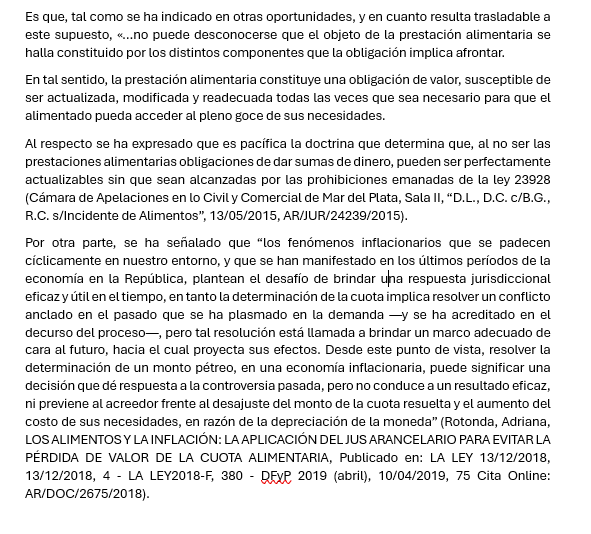 Es que, tal como se ha indicado en otras oportunidades, y en cuanto resulta trasladable a
este supuesto, «...no puede desconocerse que el objeto de la prestación alimentaria se
halla constituido por los distintos componentes que la obligación implica afrontar.
En tal sentido, la prestación alimentaria constituye una obligación de valor, susceptible de
ser actualizada, modificada y readecuada todas las veces que sea necesario para que el
alimentado pueda acceder al pleno goce de sus necesidades.
Al respecto se ha expresado que es pacífica la doctrina que determina que, al no ser las
prestaciones alimentarias obligaciones de dar sumas de dinero, pueden ser perfectamente
actualizables sin que sean alcanzadas por las prohibiciones emanadas de la ley 23928
(Cámara de Apelaciones en lo Civil y Comercial de Mar del Plata, Sala II, “D.L., D.C. c/B.G.,
R.C. s/Incidente de Alimentos”, 13/05/2015, AR/JUR/24239/2015).
Por otra parte, se ha señalado que “los fenómenos inflacionarios que se padecen
cíclicamente en nuestro entorno, y que se han manifestado en los últimos períodos de la
economía en la República, plantean el desafío de brindar una respuesta jurisdiccional
eficaz y útil en el tiempo, en tanto la determinación de la cuota implica resolver un conflicto
anclado en el pasado que se ha plasmado en la demanda —y se ha acreditado en el
decurso del proceso—, pero tal resolución está llamada a brindar un marco adecuado de
cara al futuro, hacia el cual proyecta sus efectos. Desde este punto de vista, resolver la
determinación de un monto pétreo, en una economía inflacionaria, puede significar una
decisión que dé respuesta a la controversia pasada, pero no conduce a un resultado eficaz,
ni previene al acreedor frente al desajuste del monto de la cuota resuelta y el aumento del
costo de sus necesidades, en razón de la depreciación de la moneda” (Rotonda, Adriana,
LOS ALIMENTOS Y LA INFLACIÓN: LA APLICACIÓN DEL JUS ARANCELARIO PARA EVITAR LA
PÉRDIDA DE VALOR DE LA CUOTA ALIMENTARIA, Publicado en: LA LEY 13/12/2018,
13/12/2018, 4 - LA LEY2018-F, 380 - DFyP 2019 (abril), 10/04/2019, 75 Cita Online:
AR/DOC/2675/2018).